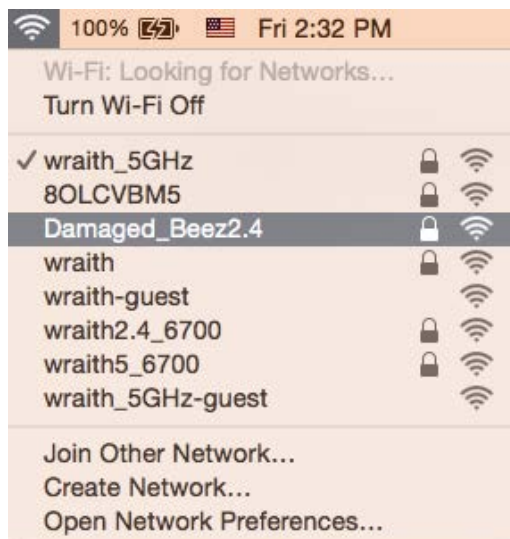 100% Fri 2:32 PM
Wi-Fi: Looking for Networks...
Turn Wi-Fi Off
wraith_5GHz
8OLCVBM5
Damaged_Beez2.4
wraith
wraith-guest
wraith2.4_6700
wraith5_6700
wraith_5GHz-guest
Join Other Network...
Create Network...
Open Network Preferences...